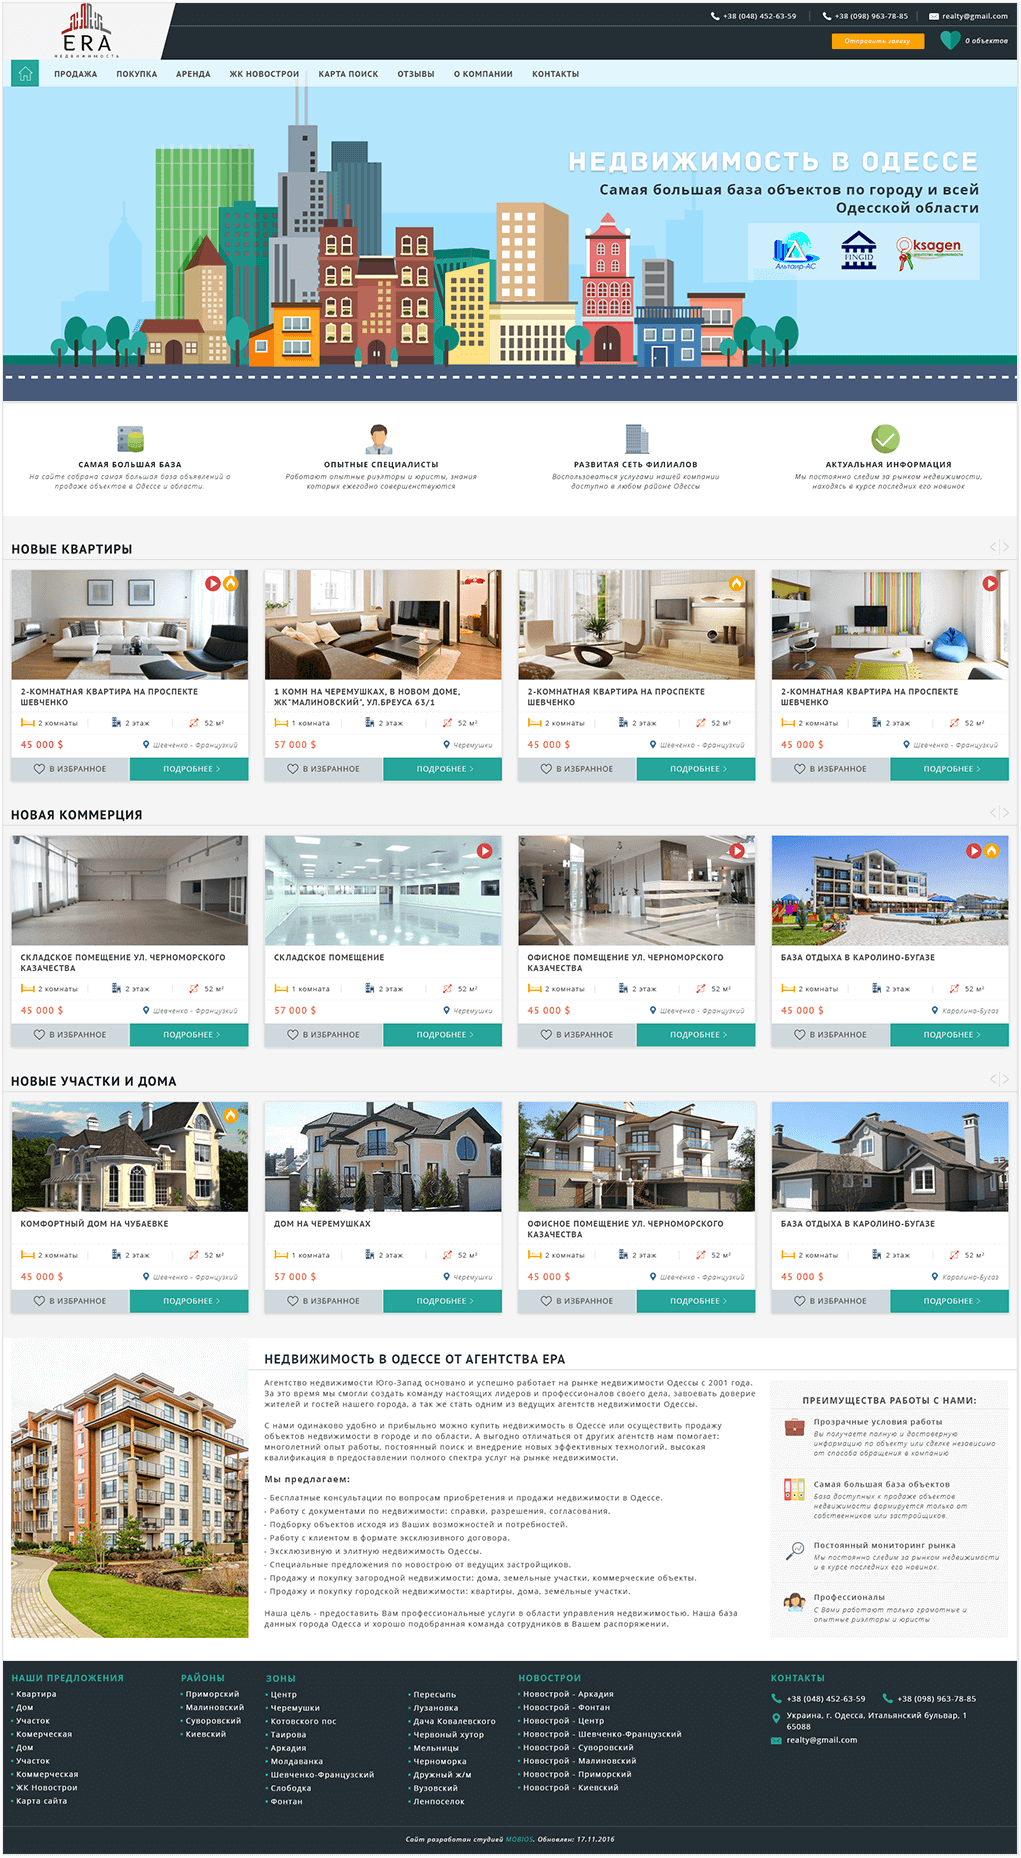 ERA
НЕДВИЖИМОСТЬ
+38 (048) 452-63-59
+38 (098) 963-78-85
realty@gmail.com
Отправить заявку
0 объектов
ПРОДАЖА
ПОКУПКА
АРЕНДА
ЖК НОВОСТРОИ
КАРТА ПОИСК
ОТЗЫВЫ
О КОМПАНИИ
КОНТАКТЫ
НЕДВИЖИМОСТЬ В ОДЕССЕ
Самая большая база объектов по городу и всей
Одесской области
Альтаир-АС
FINGID
Oksagen
агентство недвижимости
САМАЯ БОЛЬШАЯ БАЗА
На сайте собрана самая большая база объявлений о
продаже объектов в Одессе и области.
ОПЫТНЫЕ СПЕЦИАЛИСТЫ
Работают опытные риэлторы и юристы, знания
которых ежегодно совершенствуются
РАЗВИТАЯ СЕТЬ ФИЛИАЛОВ
Воспользоваться услугами нашей компании
доступно в любом районе Одессы
АКТУАЛЬНАЯ ИНФОРМАЦИЯ
Мы постоянно следим за рынком недвижимости,
находясь в курсе последних его новинок
НОВЫЕ КВАРТИРЫ
2-КОМНАТНАЯ КВАРТИРА НА ПРОСПЕКТЕ
ШЕВЧЕНКО
2 комнаты
2 этаж
52 м²
45 000 $
Шевченко - Французкий
В ИЗБРАННОЕ
ПОДРОБНЕЕ >
1 КОМН НА ЧЕРЕМУШКАХ, В НОВОМ ДОМЕ,
ЖК"МАЛИНОВСКИЙ", УЛ.БРЕУСА 63/1
1 комната
2 этаж
52 м²
57 000 $
Черемушки
В ИЗБРАННОЕ
ПОДРОБНЕЕ >
2-КОМНАТНАЯ КВАРТИРА НА ПРОСПЕКТЕ
ШЕВЧЕНКО
2 комнаты
2 этаж
52 м²
45 000 $
Шевченко - Французкий
В ИЗБРАННОЕ
ПОДРОБНЕЕ >
2-КОМНАТНАЯ КВАРТИРА НА ПРОСПЕКТЕ
ШЕВЧЕНКО
2 комнаты
2 этаж
52 м²
45 000 $
Шевченко - Французкий
В ИЗБРАННОЕ
ПОДРОБНЕЕ >
НОВАЯ КОММЕРЦИЯ
СКЛАДСКОЕ ПОМЕЩЕНИЕ УЛ. ЧЕРНОМОРСКОГО
КАЗАЧЕСТВА
2 комнаты
2 этаж
52 м²
45 000 $
Шевченко - Французкий
В ИЗБРАННОЕ
ПОДРОБНЕЕ >
СКЛАДСКОЕ ПОМЕЩЕНИЕ
1 комната
2 этаж
52 м²
57 000 $
Черемушки
В ИЗБРАННОЕ
ПОДРОБНЕЕ >
ОФИСНОЕ ПОМЕЩЕНИЕ УЛ. ЧЕРНОМОРСКОГО
КАЗАЧЕСТВА
2 комнаты
2 этаж
52 м²
45 000 $
Шевченко - Французкий
В ИЗБРАННОЕ
ПОДРОБНЕЕ >
БАЗА ОТДЫХА В КАРОЛИНО-БУГАЗЕ
2 комнаты
2 этаж
52 м²
45 000 $
Каролино-Бугаз
В ИЗБРАННОЕ
ПОДРОБНЕЕ >
НОВЫЕ УЧАСТКИ И ДОМА
КОМФОРТНЫЙ ДОМ НА ЧУБАЕВКЕ
2 комнаты
2 этаж
52 м²
45 000 $
Шевченко - Французкий
В ИЗБРАННОЕ
ПОДРОБНЕЕ >
ДОМ НА ЧЕРЕМУШКАХ
1 комната
2 этаж
52 м²
57 000 $
Черемушки
В ИЗБРАННОЕ
ПОДРОБНЕЕ >
ОФИСНОЕ ПОМЕЩЕНИЕ УЛ. ЧЕРНОМОРСКОГО
КАЗАЧЕСТВА
2 комнаты
2 этаж
52 м²
45 000 $
Шевченко - Французкий
В ИЗБРАННОЕ
ПОДРОБНЕЕ >
БАЗА ОТДЫХА В КАРОЛИНО-БУГАЗЕ
2 комнаты
2 этаж
52 м²
45 000 $
Каролино-Бугаз
В ИЗБРАННОЕ
ПОДРОБНЕЕ >
НЕДВИЖИМОСТЬ В ОДЕССЕ ОТ АГЕНТСТВА ЕРА
Агентство недвижимости Юго-Запад основано и успешно работает на рынке недвижимости Одессы с 2001 года.
За это время мы смогли создать команду настоящих лидеров и профессионалов своего дела, завоевать доверие
жителей и гостей нашего города, а так же стать одним из ведущих агентств недвижимости Одессы.
С нами одинаково удобно и прибыльно можно купить недвижимость в Одессе или осуществить продажу
объектов недвижимости в городе и по области. А выгодно отличаться от других агентств нам помогает:
многолетний опыт работы, постоянный поиск и внедрение новых эффективных технологий, высокая
квалификация в предоставлении полного спектра услуг на рынке недвижимости.
Мы предлагаем:
- Бесплатные консультации по вопросам приобретения и продажи недвижимости в Одессе.
- Работу с документами по недвижимости: справки, разрешения, согласования.
- Подборку объектов исходя из Ваших возможностей и потребностей.
- Работу с клиентом в формате эксклюзивного договора.
- Эксклюзивную и элитную недвижимость Одессы.
- Специальные предложения по новострою от ведущих застройщиков.
- Продажу и покупку загородной недвижимости: дома, земельные участки, коммерческие объекты.
- Продажу и покупку городской недвижимости: квартиры, дома, земельные участки.
Наша цель - предоставить Вам профессиональные услуги в области управления недвижимостью. Наша база
данных города Одесса и хорошо подобранная команда сотрудников в Вашем распоряжении.
ПРЕИМУЩЕСТВА РАБОТЫ С НАМИ:
Прозрачные условия работы
Вы получаете полную и достоверную
информацию по объекту или сделке независимо
от способа обращения в компанию
Самая большая база объектов
База доступных к продаже объектов
недвижимости формируется только от
собственников или застройщиков.
Постоянный мониторинг рынка
Мы постоянно следим за рынком недвижимости
и в курсе последних его новинок.
Профессионалы
С Вами работают только грамотные и
опытные риэлторы и юристы
НАШИ ПРЕДЛОЖЕНИЯ
• Квартира
• Дом
• Участок
• Комерческая
• Дом
• Участок
• Коммерческая
• ЖК Новострои
• Карта сайта
РАЙОНЫ
• Приморский
• Малиновский
• Суворовский
• Киевский
ЗОНЫ
• Центр
• Черемушки
• Котовского пос
• Таирова
• Аркадия
• Молдаванка
• Шевченко-Французский
• Слободка
• Фонтан
• Пересыпь
• Лузановка
• Дача Ковалевского
• Червоный хутор
• Мельницы
• Черноморка
• Дружный ж/м
• Вузовский
• Ленпоселок
НОВОСТРОИ
• Новострой - Аркадия
• Новострой - Фонтан
• Новострой - Центр
• Новострой - Шевченко-Французский
• Новострой - Суворовский
• Новострой - Малиновский
• Новострой - Приморский
• Новострой - Киевский
КОНТАКТЫ
+38 (048) 452-63-59
+38 (098) 963-78-85
Украина, г. Одесса, Итальянский бульвар, 1
65088
realty@gmail.com
Сайт разработан студией MOBIOS. Обновлен: 17.11.2016